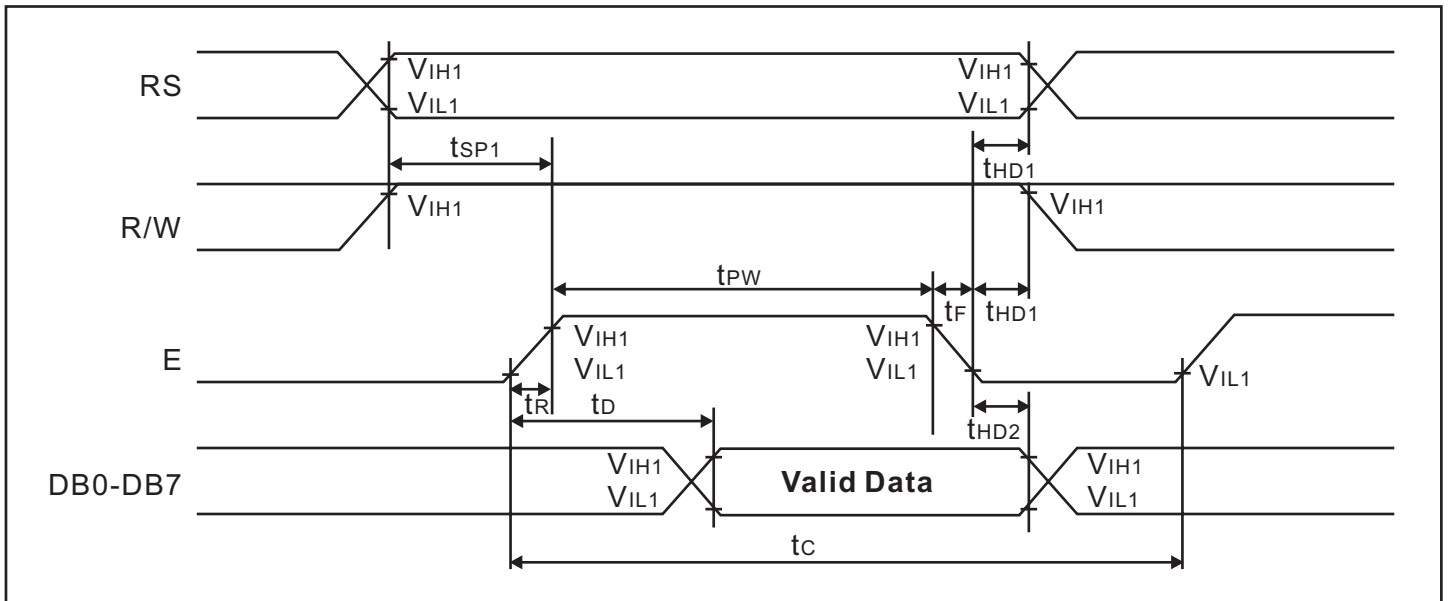 RS
VIH1
VIL1
VIH1
VIL1
tSP1
tHD1
R/W
VIH1
VIH1
tPW
tF
tHD1
E
VIH1
VIL1
VIH1
VIL1
VIL1
tR
tD
tHD2
DB0-DB7
VIH1
VIL1
Valid Data
VIH1
VIL1
tC